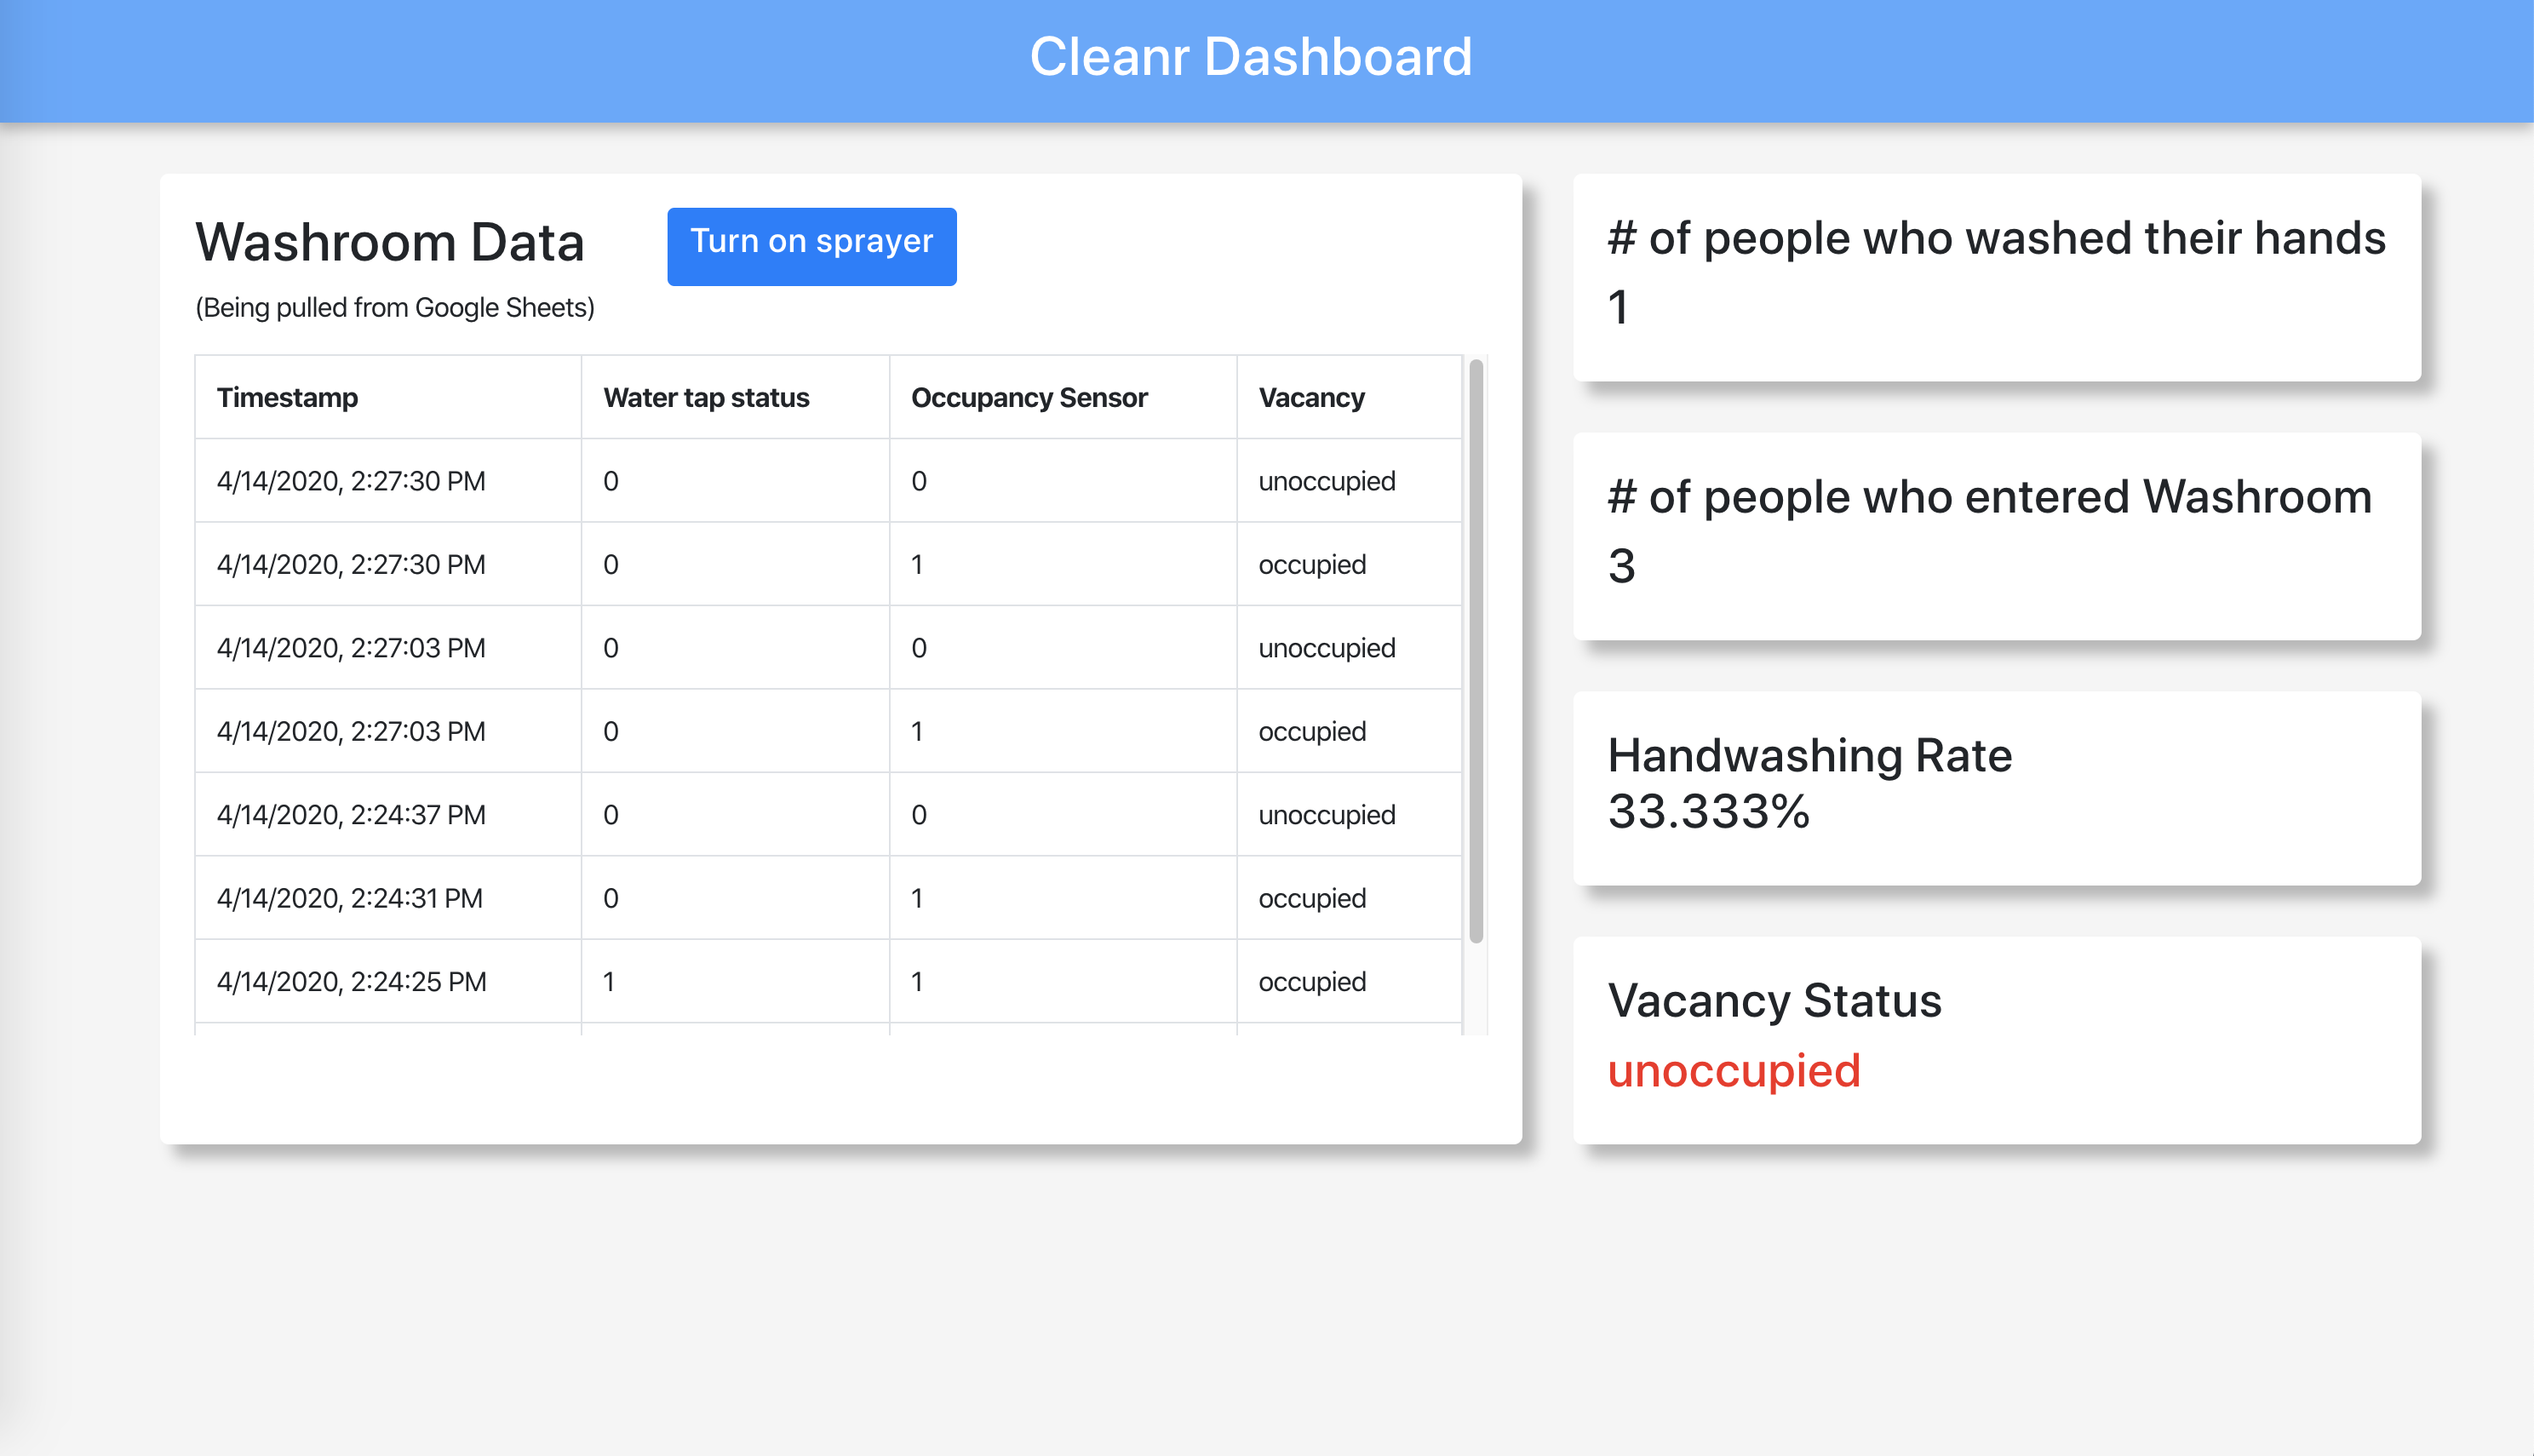 Cleanr Dashboard
Washroom Data
Turn on sprayer
(Being pulled from Google Sheets)
Timestamp Water tap status Occupancy Sensor Vacancy
4/14/2020, 2:27:30 PM 0 0 unoccupied
4/14/2020, 2:27:30 PM 0 1 occupied
4/14/2020, 2:27:03 PM 0 0 unoccupied
4/14/2020, 2:27:03 PM 0 1 occupied
4/14/2020, 2:24:37 PM 0 0 unoccupied
4/14/2020, 2:24:31 PM 0 1 occupied
4/14/2020, 2:24:25 PM 1 1 occupied
# of people who washed their hands
1
# of people who entered Washroom
3
Handwashing Rate
33.333%
Vacancy Status
unoccupied